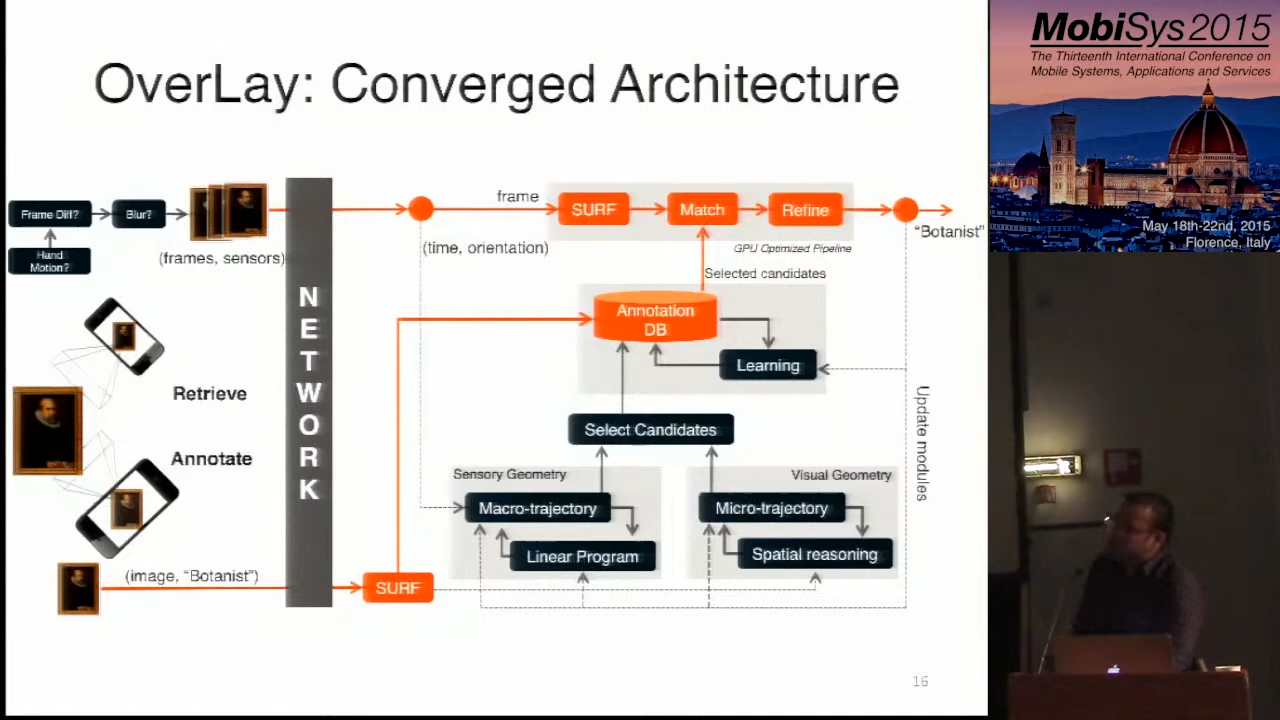 OverLay: Converged Architecture
Frame Diff?
Blur?
Hand
Motion?
(frames, sensors)
NETWORK
frame
(time, orientation)
SURF
Match
Refine
GPU Optimized Pipeline
"Botanist"
Selected candidates
Annotation
DB
Learning
Select Candidates
Sensory Geometry
Macro-trajectory
Linear Program
Visual Geometry
Micro-trajectory
Spatial reasoning
Update modules
Retrieve
Annotate
(image, "Botanist")
SURF
16
MobiSys 2015
The Thirteenth International Conference on
Mobile Systems, Applications and Services
May 18th-22nd, 2015
Florence, Italy